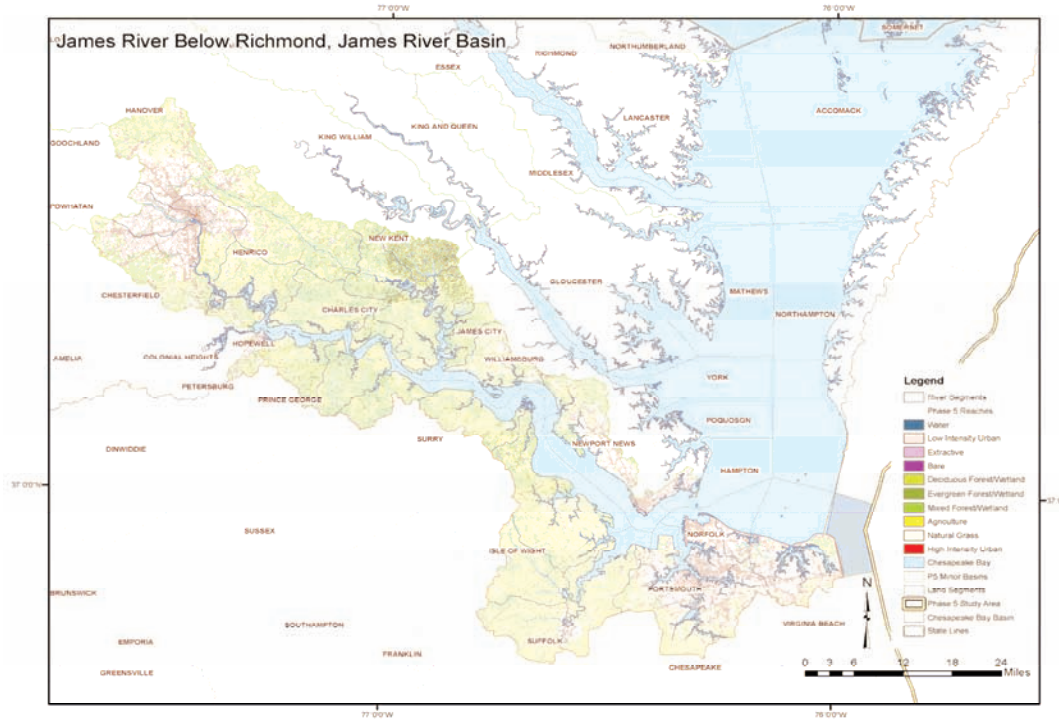 77°0'0"W
76°0'0"W
James River Below Richmond, James River Basin
SOMERSET
RICHMOND
NORTHUMBERLAND
ESSEX
HANOVER
ACCOMACK
LANCASTER
KING AND QUEEN
KING WILLIAM
GOOCHLAND
MIDDLESEX
POWHATAN
NEW KENT
HENRICO
GLOUCESTER
MATHEWS
CHESTERFIELD
CHARLES CITY
NORTHAMPTON
JAMES CITY
HOPEWELL
AMELIA
COLONIAL HEIGHTS
WILLIAMSBURG
YORK
PETERSBURG
PRINCE GEORGE
POQUOSON
SURRY
NEWPORT NEWS
DINWIDDIE
HAMPTON
37°0'0"W
SUSSEX
NORFOLK
ISLE OF WIGHT
PORTSMOUTH
BRUNSWICK
SOUTHAMPTON
VIRGINIA BEACH
EMPORIA
SUFFOLK
FRANKLIN
CHESAPEAKE
GREENSVILLE
Legend
River Segments
Phase 5 Reaches
Water
Low Intensity Urban
Extractive
Bare
Deciduous Forest/Wetland
Evergreen Forest/Wetland
Mixed Forest/Wetland
Agriculture
Natural Grass
High Intensity Urban
Chesapeake Bay
P5 Minor Basins
Land Segments
Phase 5 Study Area
Chesapeake Bay Basin
State Lines
N
0 3 6 12 18 24
Miles
77°0'0"W
76°0'0"W